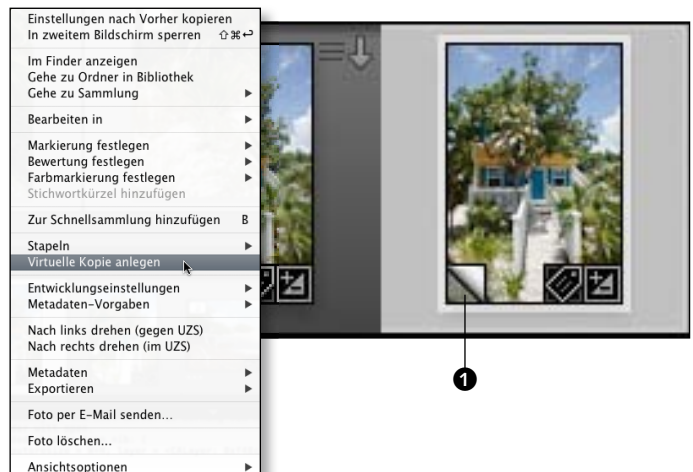 Einstellungen nach Vorher kopieren
In zweitem Bildschirm sperren ⇧⌘↩
Im Finder anzeigen
Gehe zu Ordner in Bibliothek
Gehe zu Sammlung ▶
Bearbeiten in ▶
Markierung festlegen ▶
Bewertung festlegen ▶
Farbmarkierung festlegen ▶
Stichwortkürzel hinzufügen
Zur Schnellsammlung hinzufügen B
Stapeln ▶
Virtuelle Kopie anlegen
Entwicklungseinstellungen ▶
Metadaten-Vorgaben ▶
Nach links drehen (gegen UZS)
Nach rechts drehen (im UZS)
Metadaten ▶
Exportieren ▶
Foto per E-Mail senden...
Foto löschen...
Ansichtsoptionen ▶
1